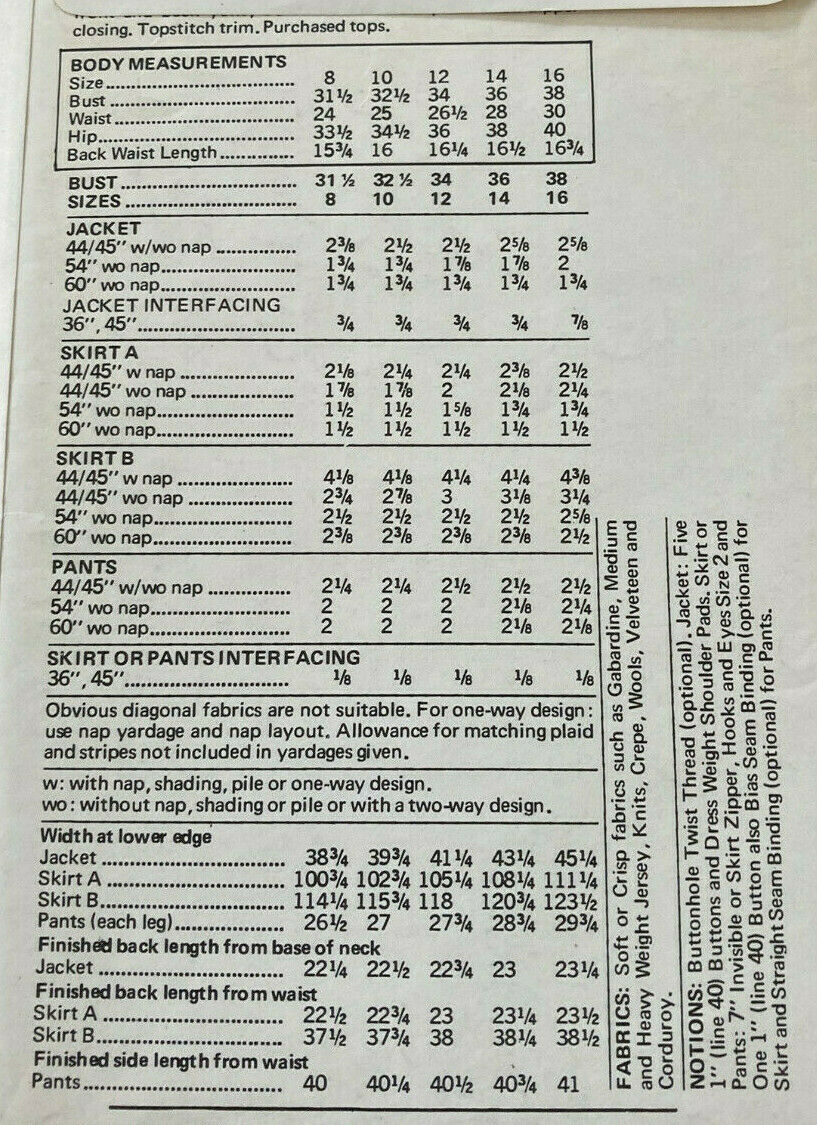 closing. Topstitch trim. Purchased tops.
BODY MEASUREMENTS
Size 8 10 12 14 16
Bust 31½ 32½ 34 36 38
Waist 24 25 26½ 28 30
Hip 33½ 34½ 36 38 40
Back Waist Length 15¾ 16 16¼ 16½ 16¾
BUST 31 ½ 32 ½ 34 36 38
SIZES 8 10 12 14 16
JACKET
44/45" w/wo nap 2⅜ 2½ 2½ 2⅝ 2⅝
54" wo nap 1¾ 1¾ 1⅞ 1⅞ 2
60" wo nap 1¾ 1¾ 1¾ 1¾ 1¾
JACKET INTERFACING
36", 45" ¾ ¾ ¾ ¾ ⅞
SKIRT A
44/45" w nap 2⅛ 2¼ 2¼ 2⅜ 2½
44/45" wo nap 1⅞ 1⅞ 2 2⅛ 2¼
54" wo nap 1½ 1½ 1⅝ 1¾ 1¾
60" wo nap 1½ 1½ 1½ 1½ 1½
SKIRT B
44/45" w nap 4⅛ 4⅛ 4¼ 4¼ 4⅜
44/45" wo nap 2¾ 2⅞ 3 3⅛ 3¼
54" wo nap 2½ 2½ 2½ 2½ 2⅝
60" wo nap 2⅜ 2⅜ 2⅜ 2⅜ 2½
PANTS
44/45" w/wo nap 2¼ 2¼ 2½ 2½ 2½
54" wo nap 2 2 2 2⅛ 2¼
60" wo nap 2 2 2 2⅛ 2⅛
SKIRT OR PANTS INTERFACING
36", 45" ⅛ ⅛ ⅛ ⅛ ⅛
Obvious diagonal fabrics are not suitable. For one-way design:
use nap yardage and nap layout. Allowance for matching plaid
and stripes not included in yardages given.
w: with nap, shading, pile or one-way design.
wo: without nap, shading or pile or with a two-way design.
Width at lower edge
Jacket 38¾ 39¾ 41¼ 43¼ 45¼
Skirt A 100¾ 102¾ 105¼ 108¼ 111¼
Skirt B 114¼ 115¾ 118 120¾ 123½
Pants (each leg) 26½ 27 27¾ 28¾ 29¾
Finished back length from base of neck
Jacket 22¼ 22½ 22¾ 23 23¼
Finished back length from waist
Skirt A 22½ 22¾ 23 23¼ 23½
Skirt B 37½ 37¾ 38 38¼ 38½
Finished side length from waist
Pants 40 40¼ 40½ 40¾ 41
FABRICS: Soft or Crisp fabrics such as Gabardine, Medium
and Heavy Weight Jersey, Knits, Crepe, Wools, Velveteen and
Corduroy.
NOTIONS: Buttonhole Twist Thread (optional). Jacket: Five
1" (line 40) Buttons and Dress Weight Shoulder Pads. Skirt or
Pants: 7" Invisible or Skirt Zipper, Hooks and Eyes Size 2 and
One 1" (line 40) Button also Bias Seam Binding (optional) for
Skirt and Straight Seam Binding (optional) for Pants.